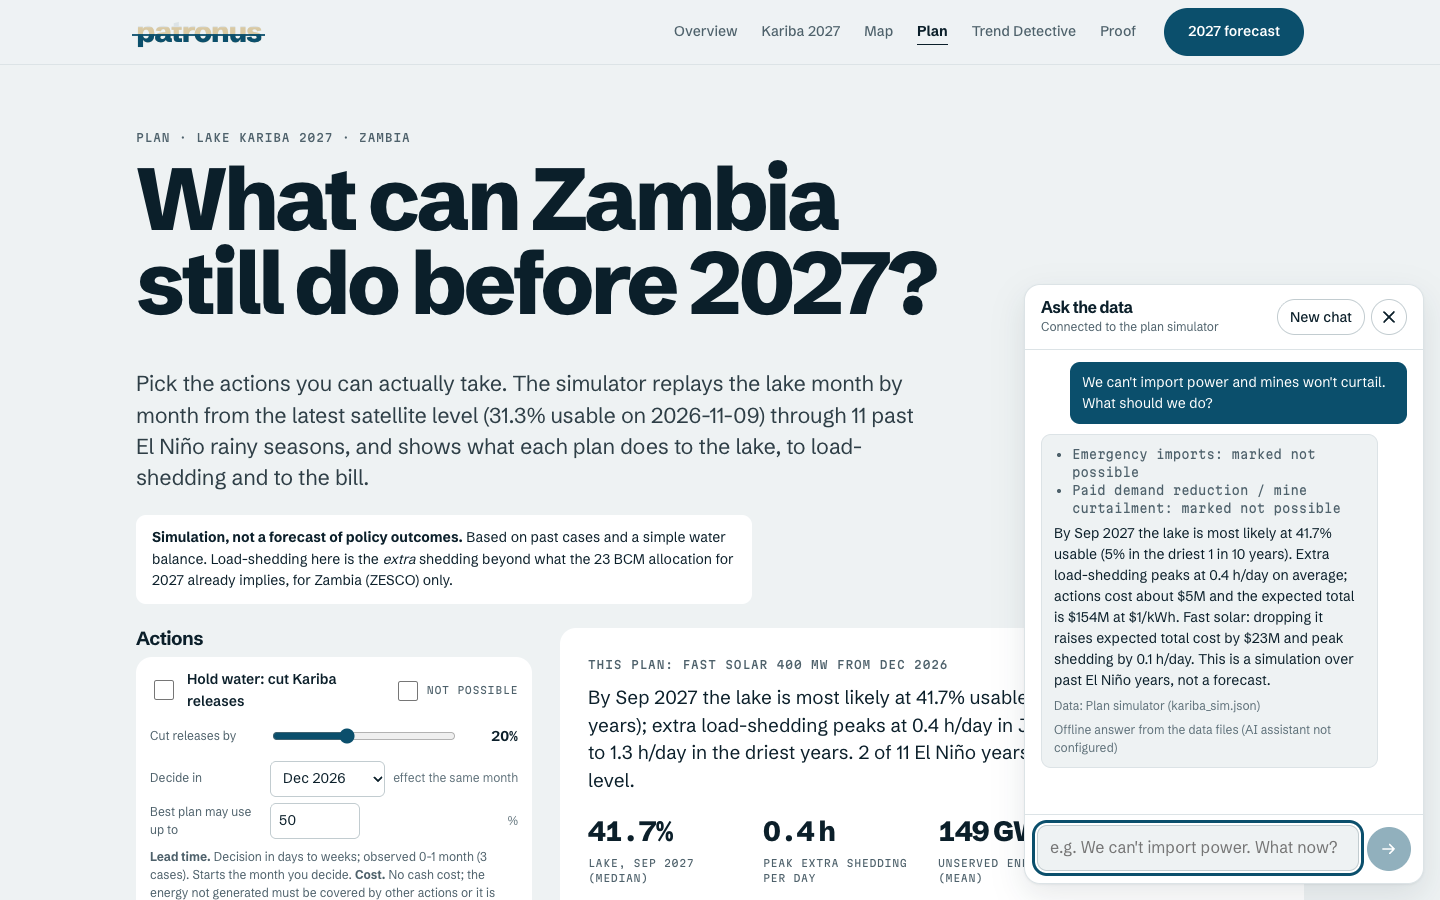 patronus
Overview
Kariba 2027
Map
Plan
Trend Detective
Proof
2027 forecast
PLAN · LAKE KARIBA 2027 · ZAMBIA
What can Zambia
still do before 2027?
Pick the actions you can actually take. The simulator replays the lake month by
month from the latest satellite level (31.3% usable on 2026-11-09) through 11 past
El Niño rainy seasons, and shows what each plan does to the lake, to load-
shedding and to the bill.
Simulation, not a forecast of policy outcomes. Based on past cases and a simple water
balance. Load-shedding here is the extra shedding beyond what the 23 BCM allocation for
2027 already implies, for Zambia (ZESCO) only.
Actions
Hold water: cut Kariba
releases
NOT POSSIBLE
Cut releases by
20%
Decide in
Dec 2026
effect the same month
Best plan may use
up to
50
%
Lead time. Decision in days to weeks; observed 0-1 month (3
cases). Starts the month you decide. Cost. No cash cost; the
energy not generated must be covered by other actions or it is
THIS PLAN: FAST SOLAR 400 MW FROM DEC 2026
By Sep 2027 the lake is most likely at 41.7% usable
years); extra load-shedding peaks at 0.4 h/day in J
to 1.3 h/day in the driest years. 2 of 11 El Niño years
level.
41.7%
LAKE, SEP 2027
(MEDIAN)
0.4 h
PEAK EXTRA SHEDDING
PER DAY
149 GW
UNSERVED EN
(MEAN)
Ask the data
Connected to the plan simulator
New chat
We can't import power and mines won't curtail.
What should we do?
• Emergency imports: marked not
possible
• Paid demand reduction / mine
curtailment: marked not possible
By Sep 2027 the lake is most likely at 41.7%
usable (5% in the driest 1 in 10 years). Extra
load-shedding peaks at 0.4 h/day on average;
actions cost about $5M and the expected total
is $154M at $1/kWh. Fast solar: dropping it
raises expected total cost by $23M and peak
shedding by 0.1 h/day. This is a simulation over
past El Niño years, not a forecast.
Data: Plan simulator (kariba_sim.json)
Offline answer from the data files (AI assistant not
configured)
e.g. We can't import power. What now?